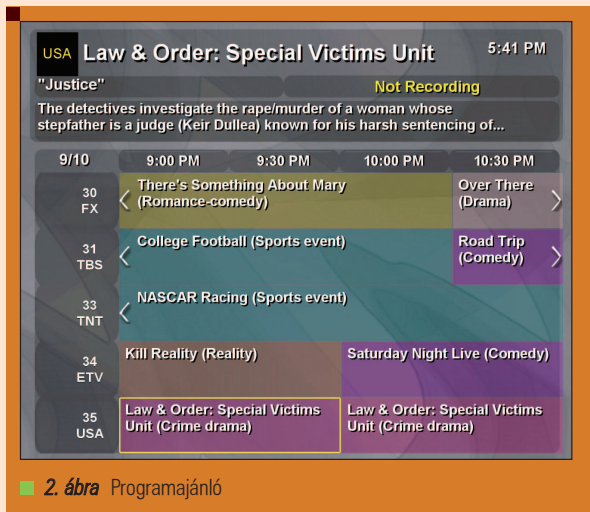 USA Law & Order: Special Victims Unit 5:41 PM
"Justice" Not Recording
The detectives investigate the rape/murder of a woman whose
stepfather is a judge (Keir Dullea) known for his harsh sentencing of...
9/10 9:00 PM 9:30 PM 10:00 PM 10:30 PM
30
FX
There's Something About Mary
(Romance-comedy)
Over There
(Drama)
31
TBS
College Football (Sports event)
Road Trip
(Comedy)
33
TNT
NASCAR Racing (Sports event)
34
ETV
Kill Reality (Reality)
Saturday Night Live (Comedy)
35
USA
Law & Order: Special Victims
Unit (Crime drama)
Law & Order: Special Victims
Unit (Crime drama)
2. ábra Programajánló